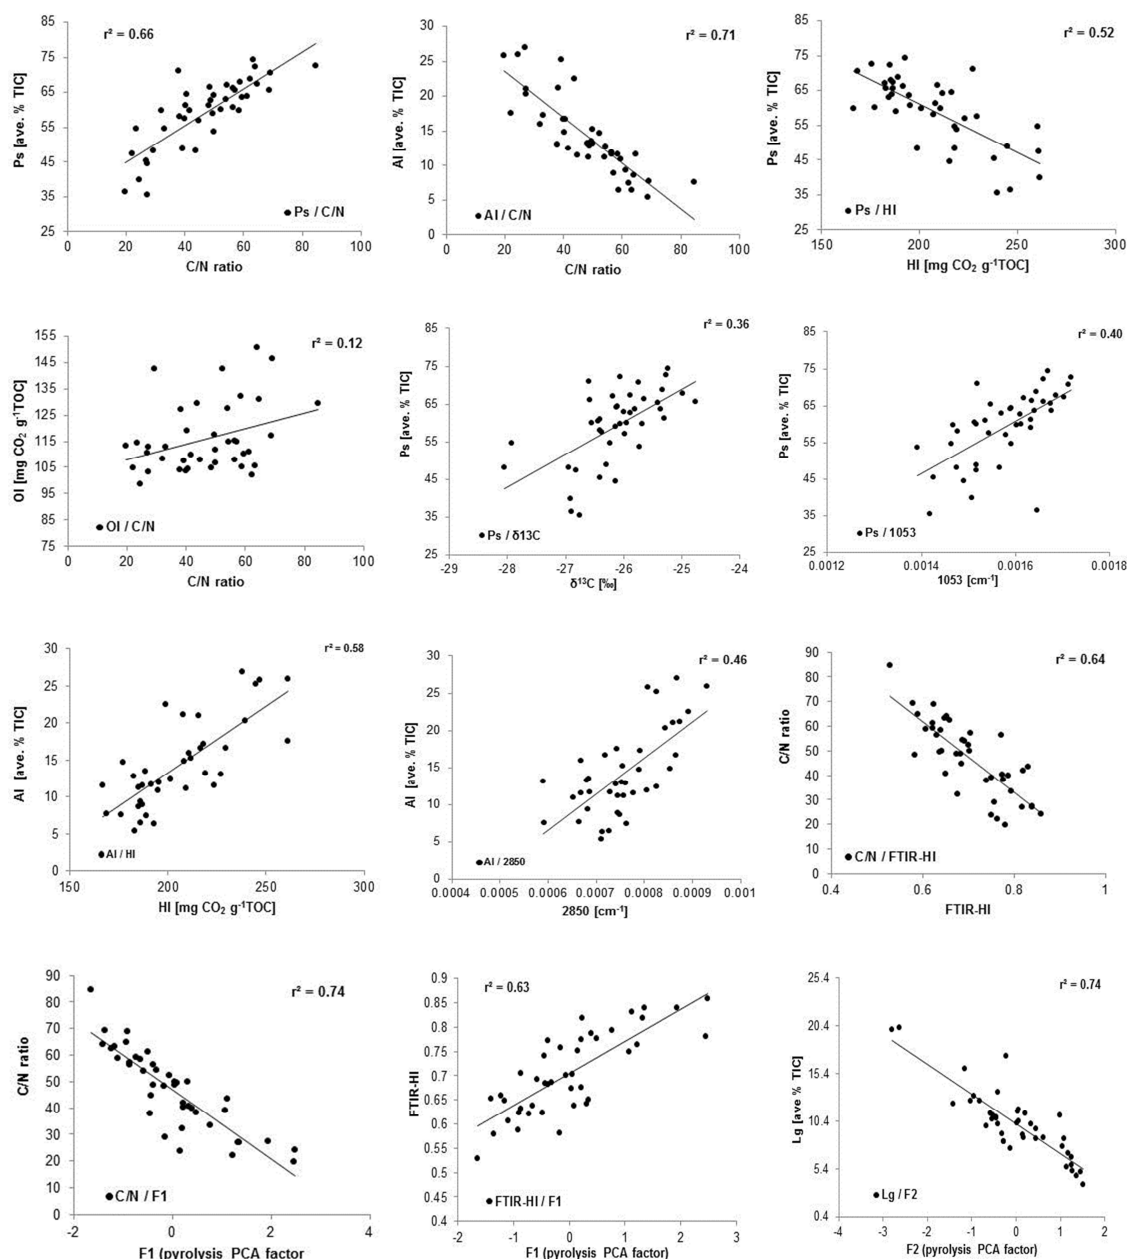 r² = 0.66
Ps [ave. % TIC]
85
75
65
55
45
35
25
Ps / C/N
0 20 40 60 80 100
C/N ratio
r² = 0.71
Al [ave. % TIC]
30
25
20
15
10
5
0
Al / C/N
0 20 40 60 80 100
C/N ratio
r² = 0.52
Ps [ave. % TIC]
85
75
65
55
45
35
25
Ps / HI
150 200 250 300
HI [mg CO₂ g⁻¹TOC]
r² = 0.12
OI [mg CO₂ g⁻¹TOC]
155
145
135
125
115
105
95
85
75
OI / C/N
0 20 40 60 80 100
C/N ratio
r² = 0.36
Ps [ave. % TIC]
85
75
65
55
45
35
25
Ps / δ13C
-29 -28 -27 -26 -25 -24
δ¹³C [‰]
r² = 0.40
Ps [ave. % TIC]
85
75
65
55
45
35
25
Ps / 1053
0.0012 0.0014 0.0016 0.0018
1053 [cm⁻¹]
r² = 0.58
Al [ave. % TIC]
30
25
20
15
10
5
0
Al / HI
150 200 250 300
HI [mg CO₂ g⁻¹TOC]
r² = 0.46
Al [ave. % TIC]
30
25
20
15
10
5
0
Al / 2850
0.0004 0.0005 0.0006 0.0007 0.0008 0.0009 0.001
2850 [cm⁻¹]
r² = 0.64
C/N ratio
90
80
70
60
50
40
30
20
10
0
C/N / FTIR-HI
0.4 0.6 0.8 1
FTIR-HI
r² = 0.74
C/N ratio
90
80
70
60
50
40
30
20
10
0
C/N / F1
-2 0 2 4
F1 (pyrolysis PCA factor
r² = 0.63
FTIR-HI
0.9
0.85
0.8
0.75
0.7
0.65
0.6
0.55
0.5
0.45
0.4
FTIR-HI / F1
-2 -1 0 1 2 3
F1 (pyrolysis PCA factor)
r² = 0.74
Lg [ave % TIC]
25.4
20.4
15.4
10.4
5.4
0.4
Lg / F2
-4 -3 -2 -1 0 1 2
F2 (pyrolysis PCA factor)